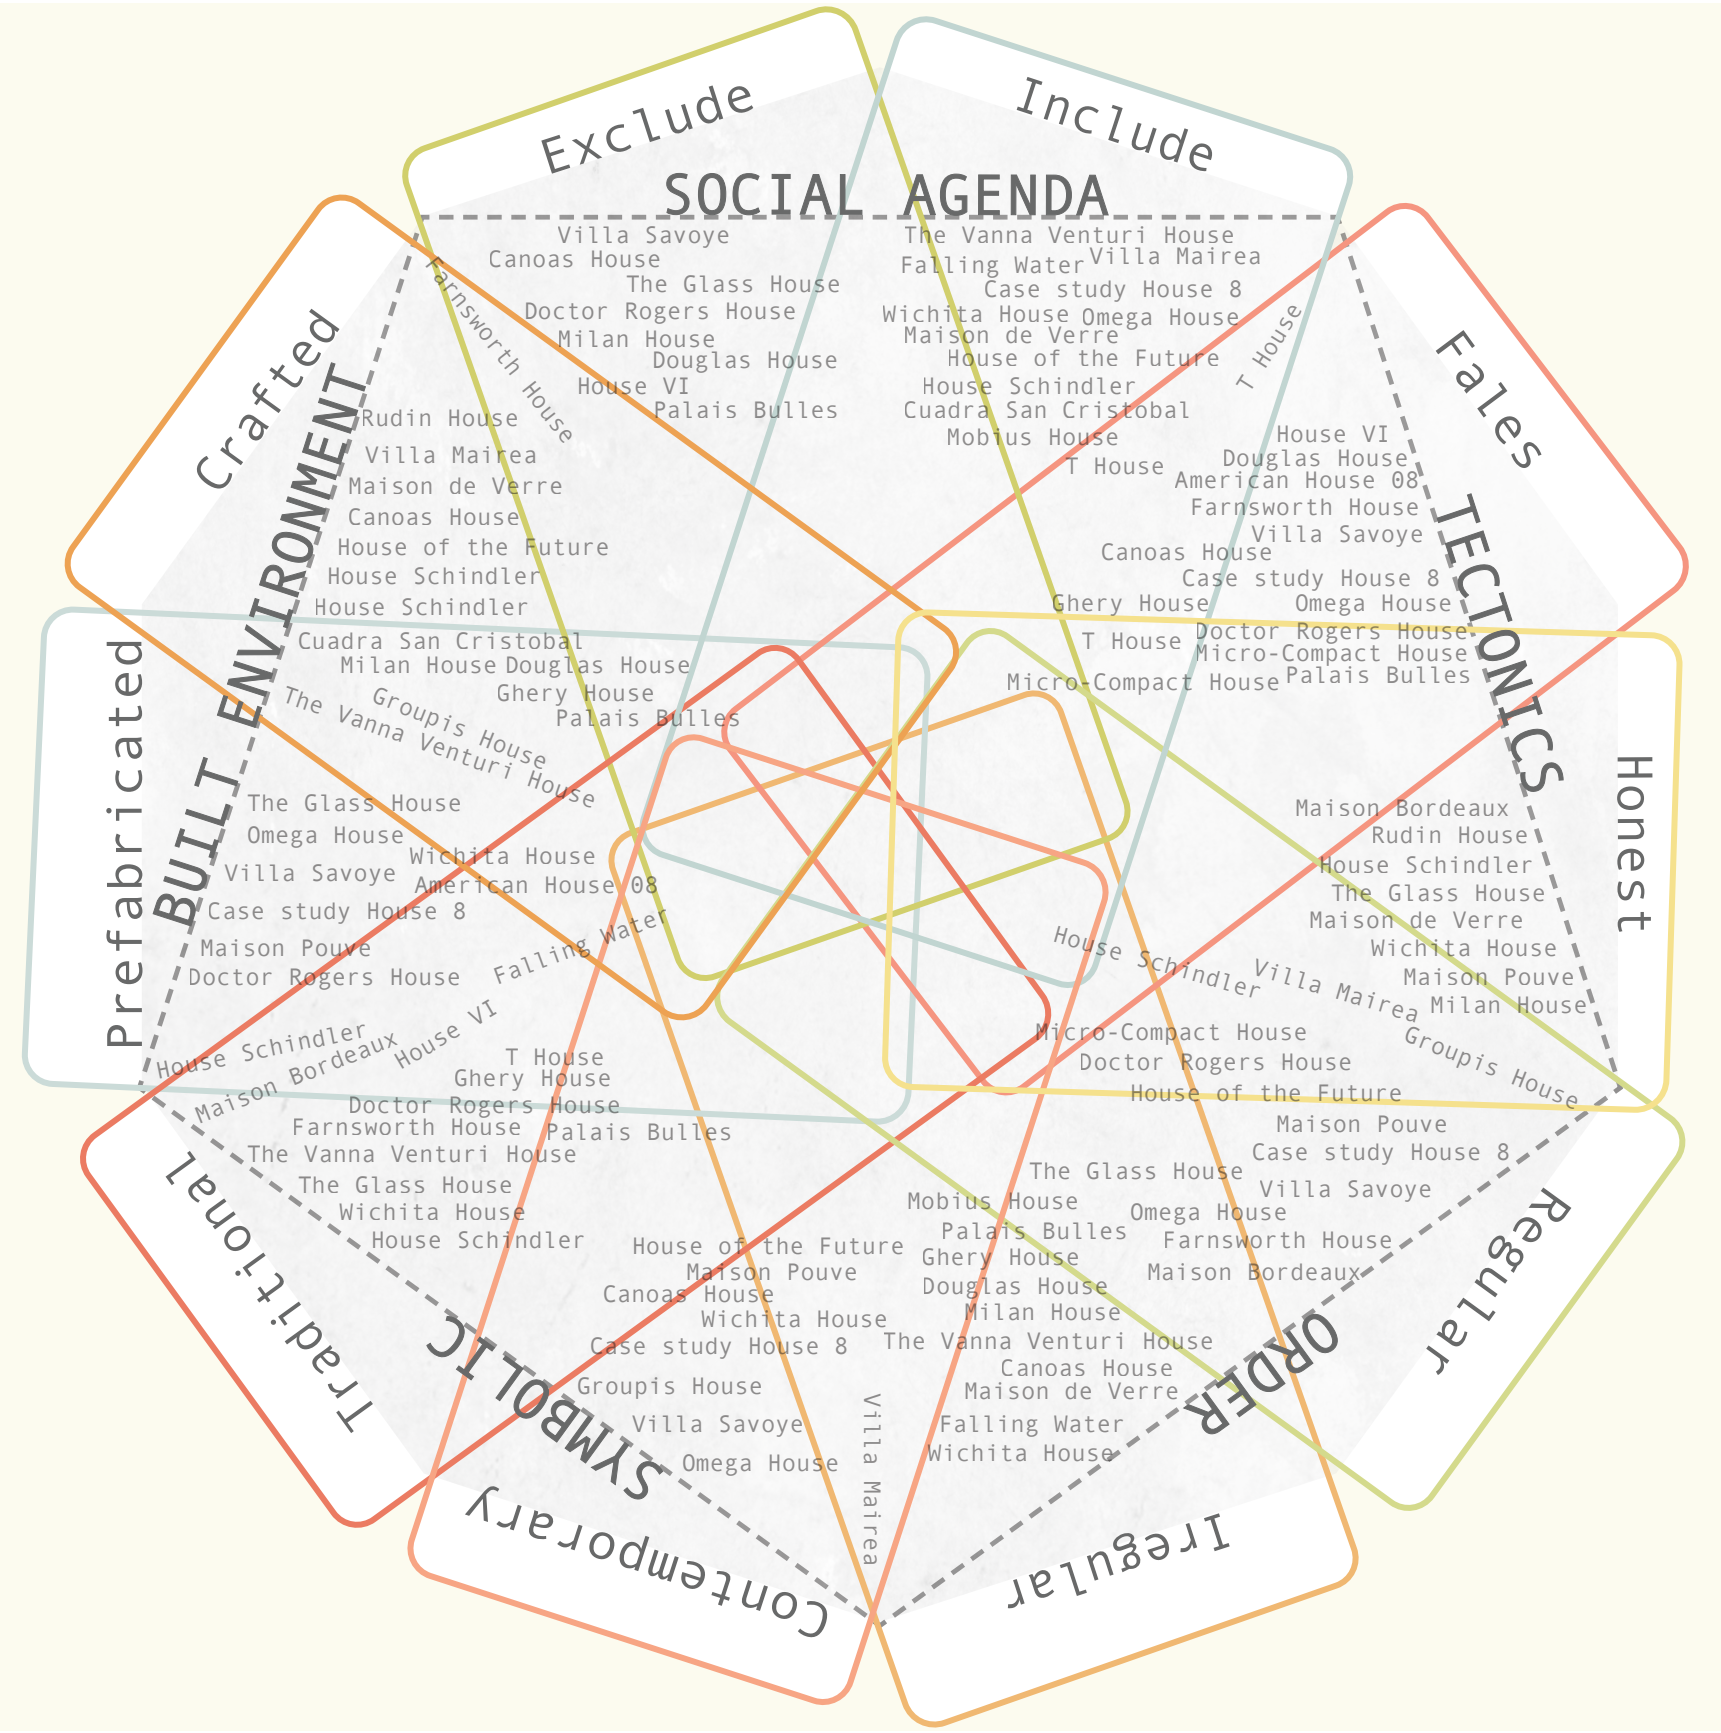 Exclude
Include
SOCIAL AGENDA
Villa Savoye
Canoas House
The Glass House
Doctor Rogers House
Milan House
Douglas House
House VI
Palais Bulles
Farnsworth House
The Vanna Venturi House
Falling Water
Villa Mairea
Case study House 8
Wichita House
Omega House
Maison de Verre
House of the Future
House Schindler
Cuadra San Cristobal
Mobius House
T House
T House
Fales
Honest
TECTONICS
House VI
Douglas House
American House 08
Farnsworth House
Villa Savoye
Canoas House
Case study House 8
Ghery House
Omega House
T House
Doctor Rogers House
Micro-Compact House
Micro-Compact House
Palais Bulles
Maison Bordeaux
Rudin House
House Schindler
The Glass House
Maison de Verre
Wichita House
Maison Pouve
Milan House
House Schindler
Villa Mairea
Groupis House
Micro-Compact House
Doctor Rogers House
House of the Future
Regular
Iregular
ORDER
Maison Pouve
Case study House 8
The Glass House
Villa Savoye
Mobius House
Omega House
Palais Bulles
Farnsworth House
Ghery House
Maison Bordeaux
Douglas House
Milan House
The Vanna Venturi House
Canoas House
Maison de Verre
Falling Water
Wichita House
Villa Mairea
Crafted
Prefabricated
BUILT ENVIRONMENT
Rudin House
Villa Mairea
Maison de Verre
Canoas House
House of the Future
House Schindler
House Schindler
Cuadra San Cristobal
Milan House
Douglas House
Ghery House
Palais Bulles
Groupis House
The Vanna Venturi House
The Glass House
Omega House
Wichita House
Villa Savoye
American House 08
Case study House 8
Maison Pouve
Falling Water
Doctor Rogers House
House VI
House Schindler
Maison Bordeaux
Traditional
Contemporary
SYMBOLIC
T House
Ghery House
Doctor Rogers House
Farnsworth House
Palais Bulles
The Vanna Venturi House
The Glass House
Wichita House
House Schindler
House of the Future
Maison Pouve
Canoas House
Wichita House
Case study House 8
Groupis House
Villa Savoye
Omega House